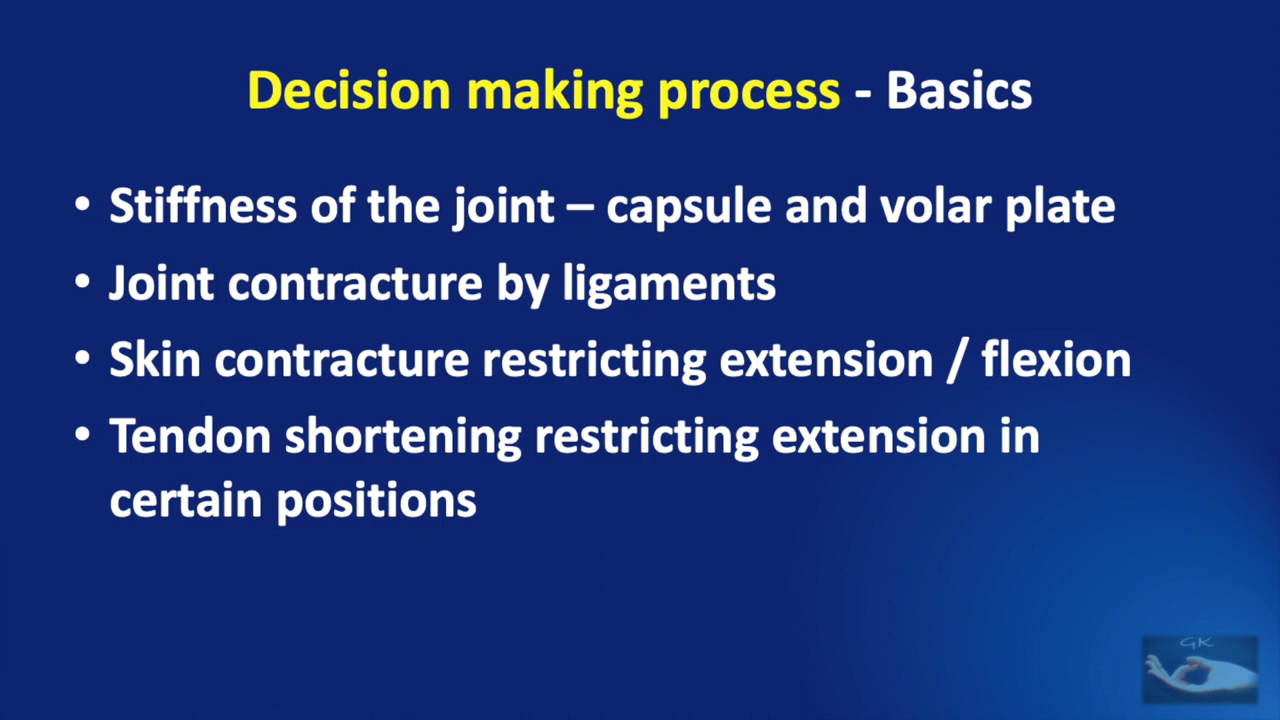 Decision making process - Basics
• Stiffness of the joint – capsule and volar plate
• Joint contracture by ligaments
• Skin contracture restricting extension / flexion
• Tendon shortening restricting extension in
certain positions
GK